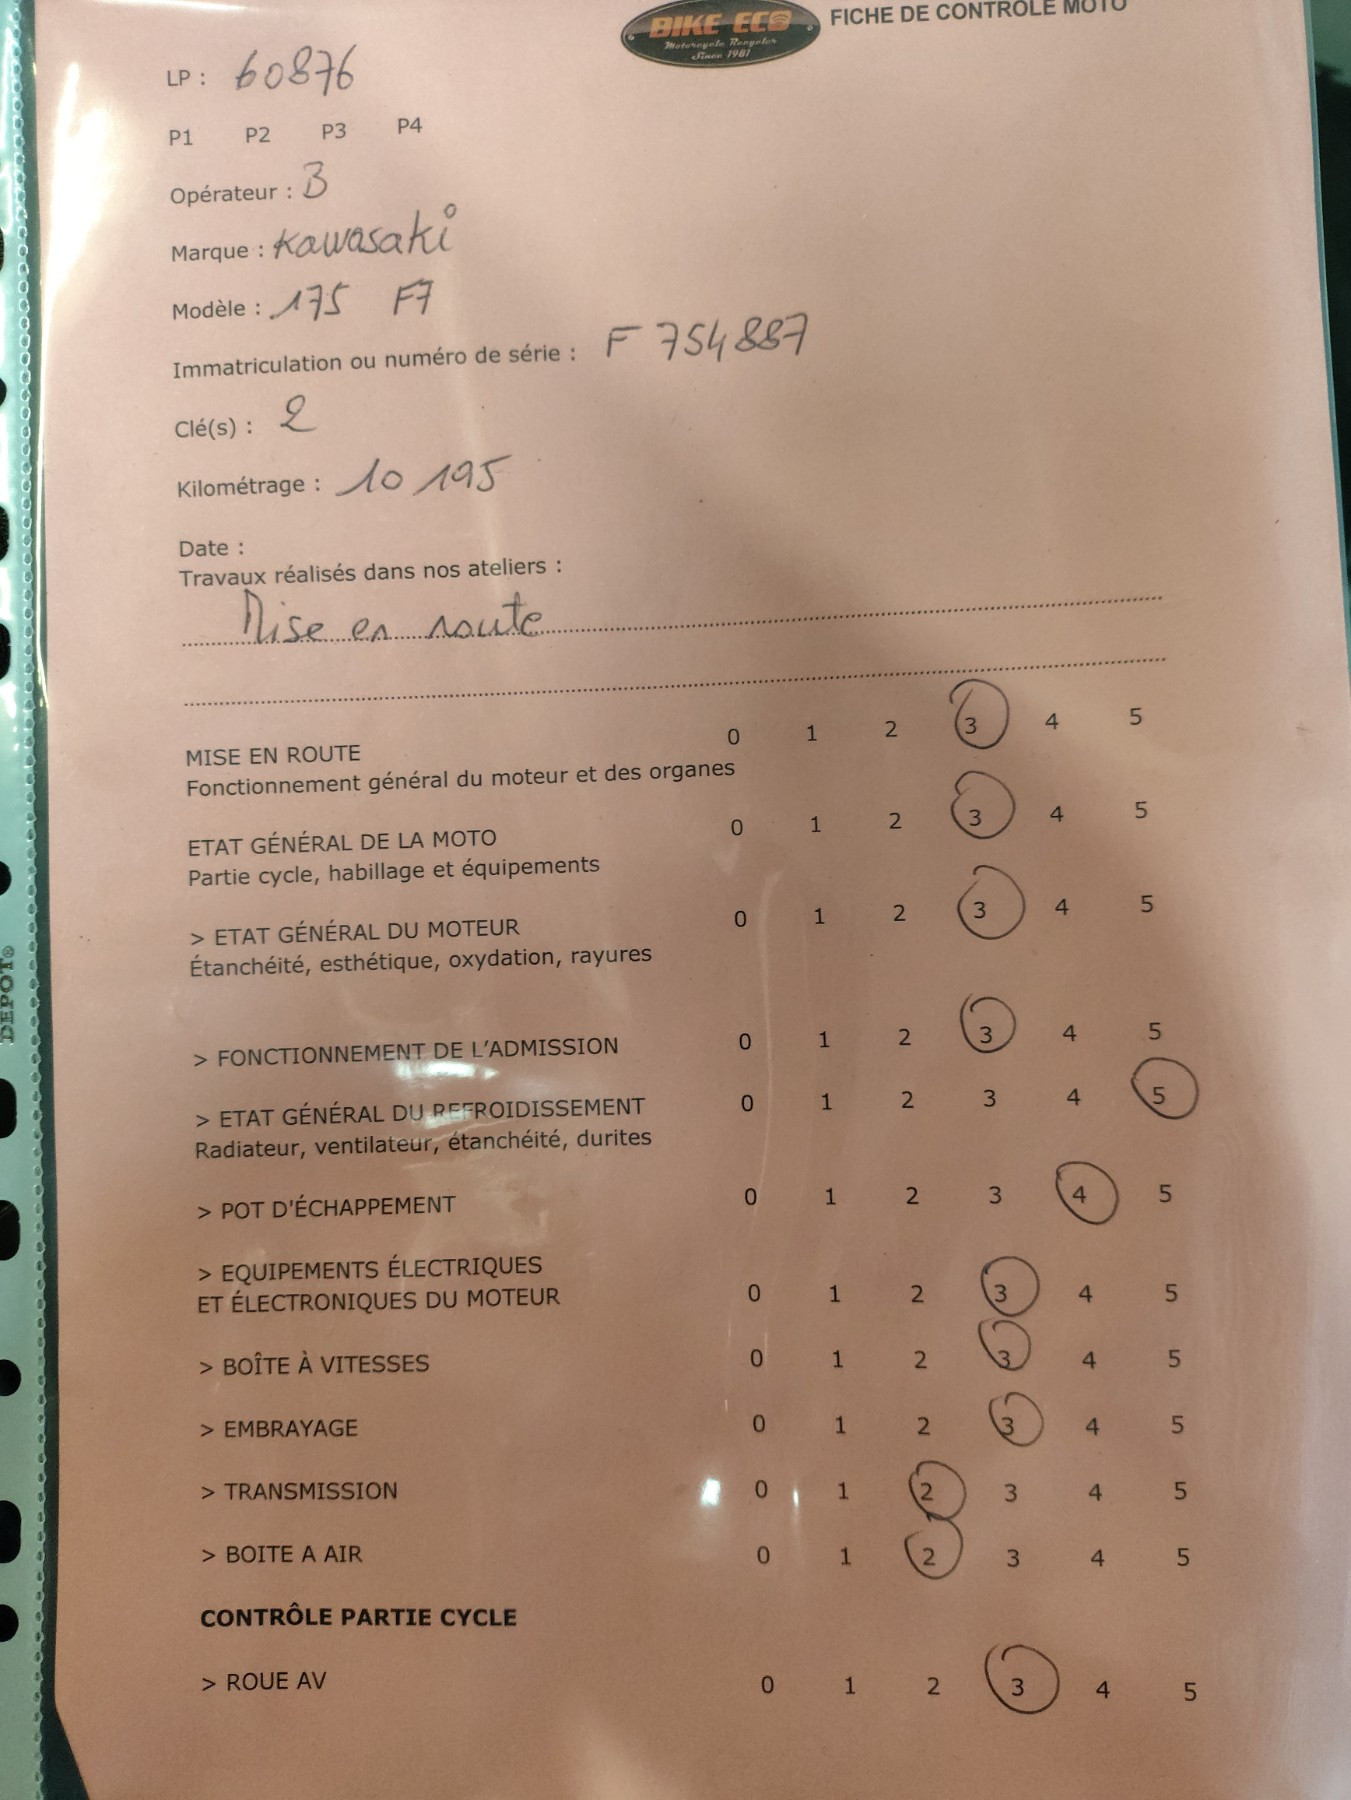 BIKE ECO
Motorcycle Recycler
Since 1981
FICHE DE CONTRÔLE MOTO
LP : 60876
P1 P2 P3 P4
Opérateur : B
Marque : Kawasaki
Modèle : 175 F7
Immatriculation ou numéro de série : F 754887
Clé(s) : 2
Kilométrage : 10 195
Date :
Travaux réalisés dans nos ateliers :
Mise en route
MISE EN ROUTE 0 1 2 3 4 5
Fonctionnement général du moteur et des organes
ETAT GÉNÉRAL DE LA MOTO 0 1 2 3 4 5
Partie cycle, habillage et équipements
> ETAT GÉNÉRAL DU MOTEUR 0 1 2 3 4 5
Étanchéité, esthétique, oxydation, rayures
> FONCTIONNEMENT DE L'ADMISSION 0 1 2 3 4 5
> ETAT GÉNÉRAL DU REFROIDISSEMENT 0 1 2 3 4 5
Radiateur, ventilateur, étanchéité, durites
> POT D'ÉCHAPPEMENT 0 1 2 3 4 5
> EQUIPEMENTS ÉLECTRIQUES
ET ÉLECTRONIQUES DU MOTEUR 0 1 2 3 4 5
> BOÎTE À VITESSES 0 1 2 3 4 5
> EMBRAYAGE 0 1 2 3 4 5
> TRANSMISSION 0 1 2 3 4 5
> BOITE A AIR 0 1 2 3 4 5
CONTRÔLE PARTIE CYCLE
> ROUE AV 0 1 2 3 4 5
DEPOT®